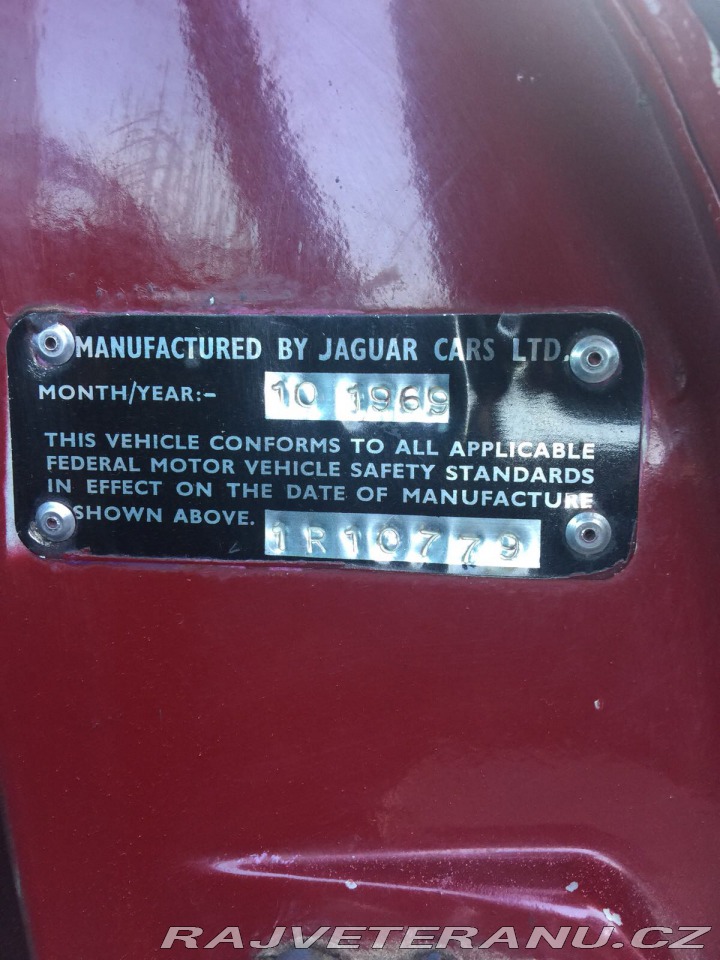 MANUFACTURED BY JAGUAR CARS LTD.
MONTH/YEAR:- 10 1969
THIS VEHICLE CONFORMS TO ALL APPLICABLE
FEDERAL MOTOR VEHICLE SAFETY STANDARDS
IN EFFECT ON THE DATE OF MANUFACTURE
SHOWN ABOVE. 1R10779
RAJVETERANU.CZ